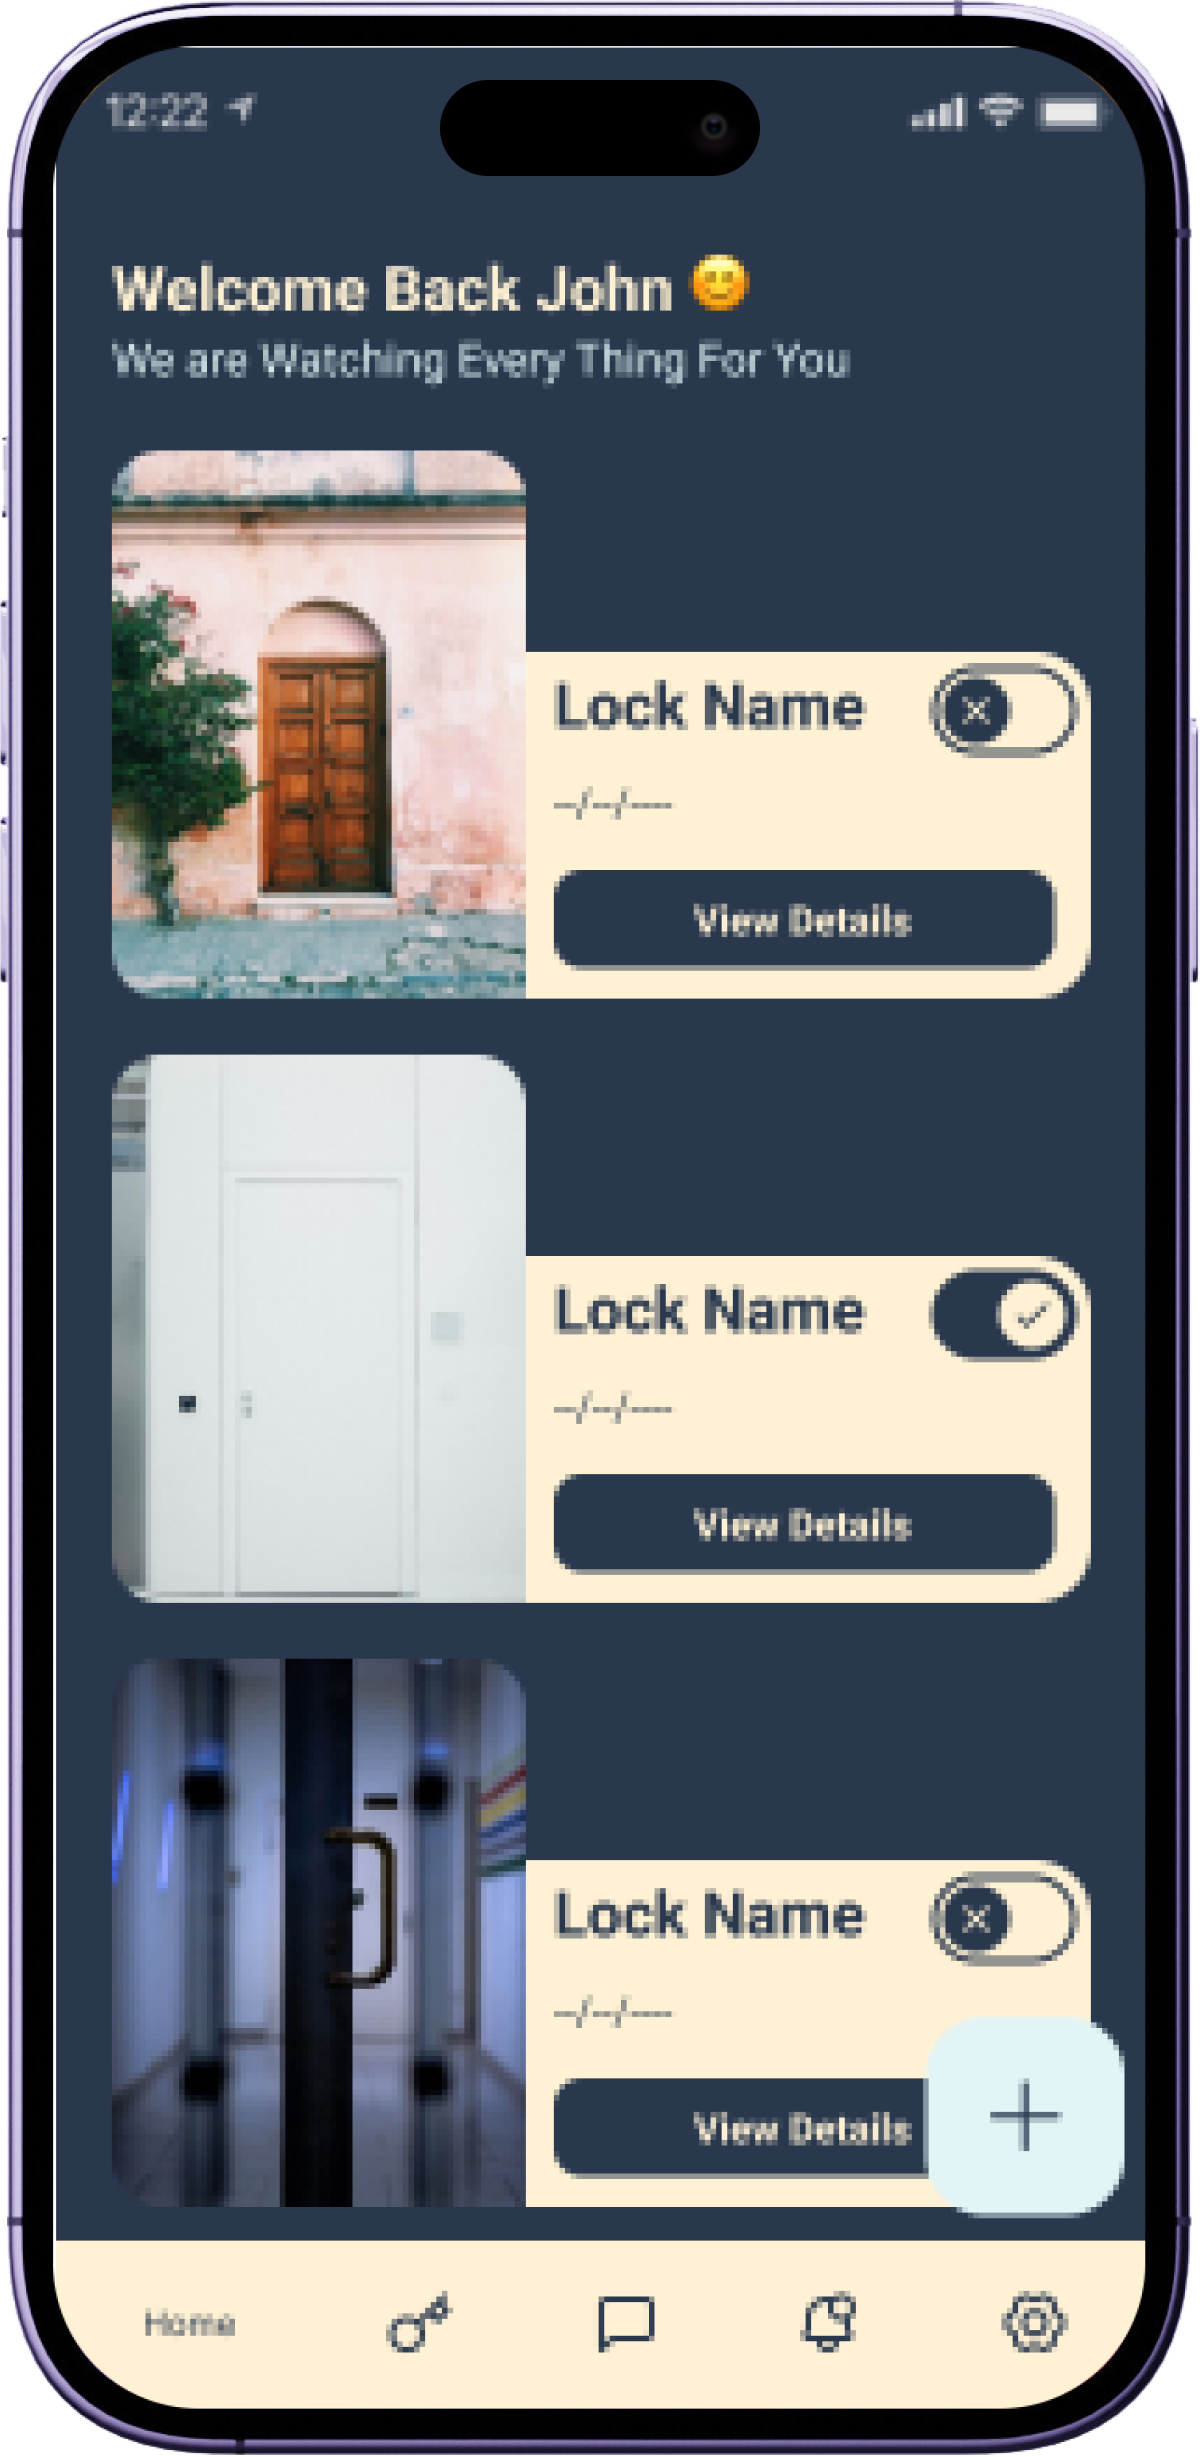 12:22
Welcome Back John 😊
We are Watching Every Thing For You
Lock Name
--/--/----
View Details
Lock Name
--/--/----
View Details
Lock Name
--/--/----
View Details
Home